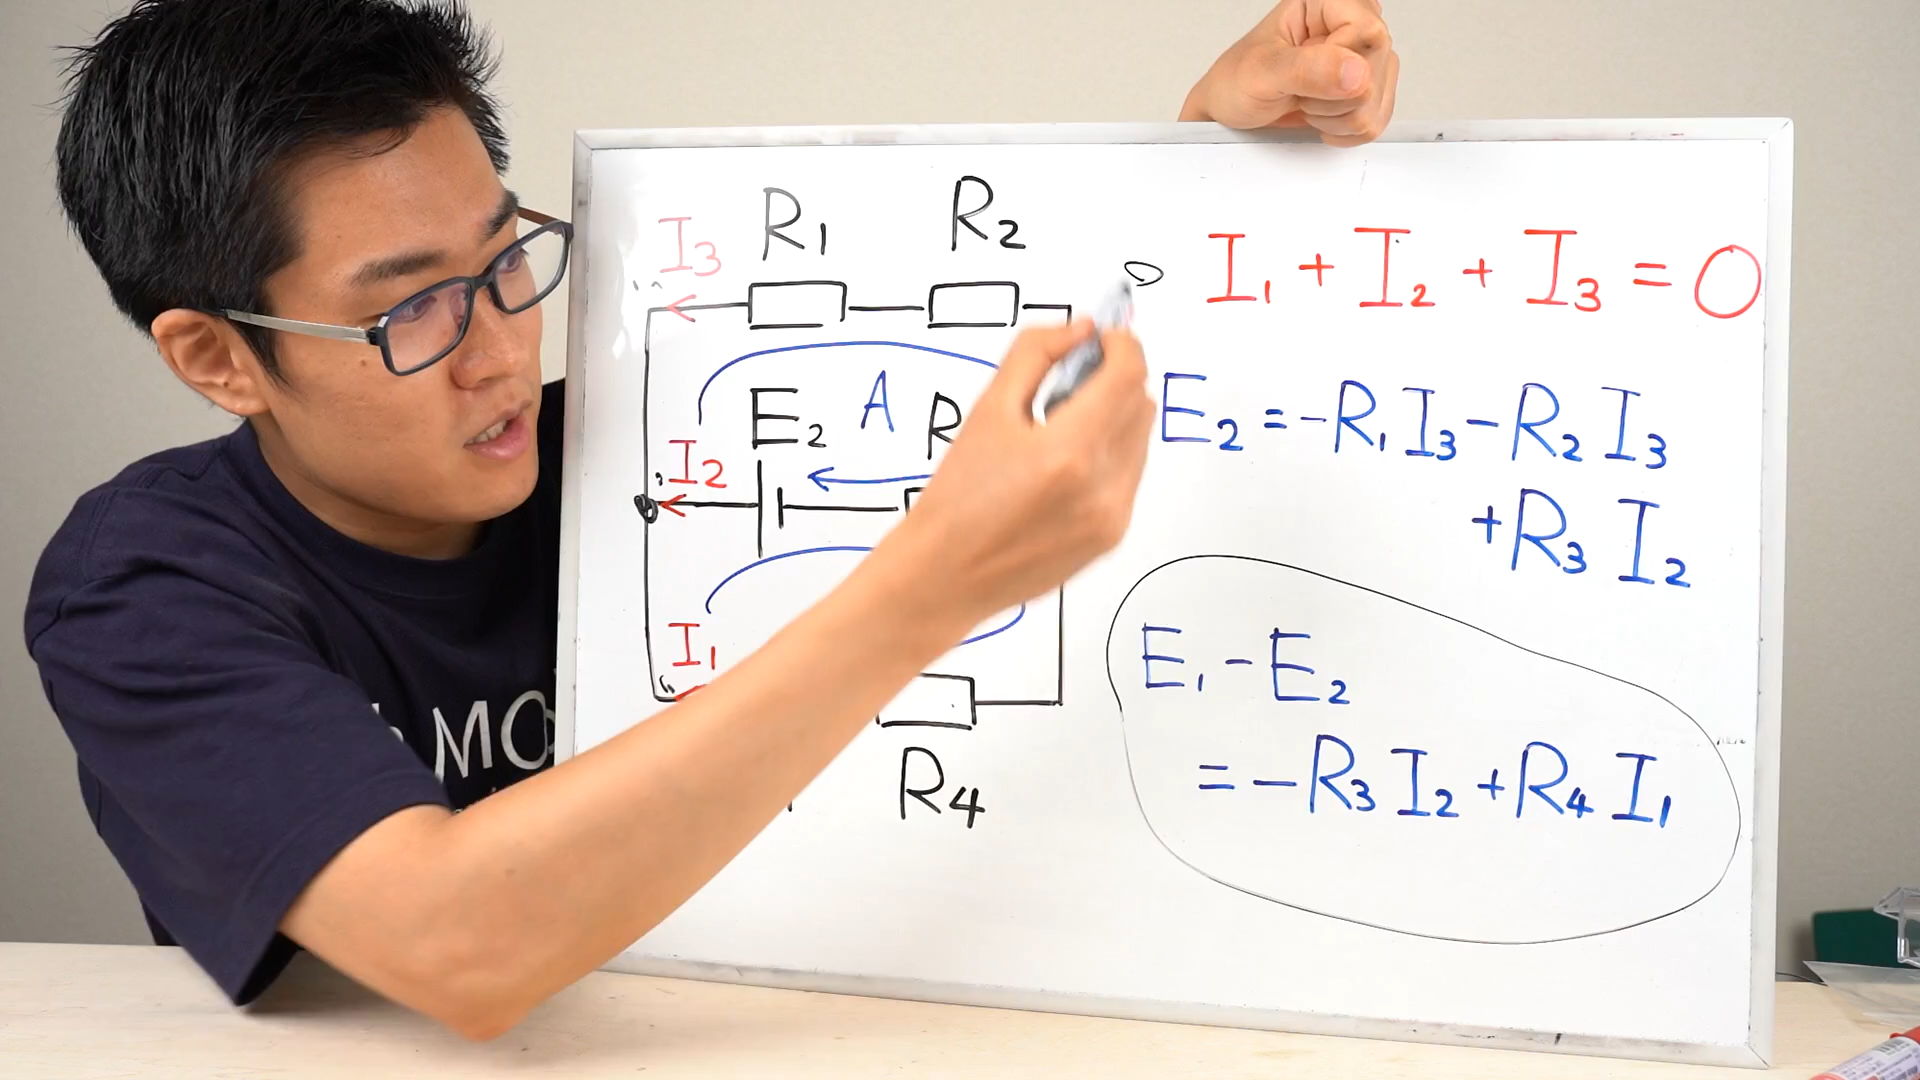 I₃ R₁ R₂
I₁ + I₂ + I₃ = 0
E₂ A R
I₂
E₂ = -R₁ I₃ - R₂ I₃
+ R₃ I₂
I₁
E₁ - E₂
= - R₃ I₂ + R₄ I₁
R₄
MO